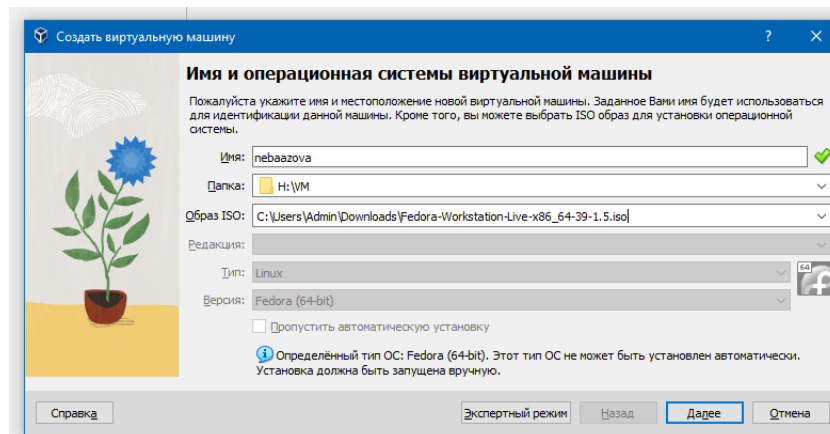 Создать виртуальную машину
Имя и операционная системы виртуальной машины
Пожалуйста укажите имя и местоположение новой виртуальной машины. Заданное Вами имя будет использоваться
для идентификации данной машины. Кроме того, вы можете выбрать ISO образ для установки операционной
системы.
Имя: nebaazova
Папка: H:\VM
Образ ISO: C:\Users\Admin\Downloads\Fedora-Workstation-Live-x86_64-39-1.5.iso
Редакция:
Тип: Linux
64
Версия: Fedora (64-bit)
Пропустить автоматическую установку
Определённый тип ОС: Fedora (64-bit). Этот тип ОС не может быть установлен автоматически.
Установка должна быть запущена вручную.
Справка Экспертный режим Назад Далее Отмена